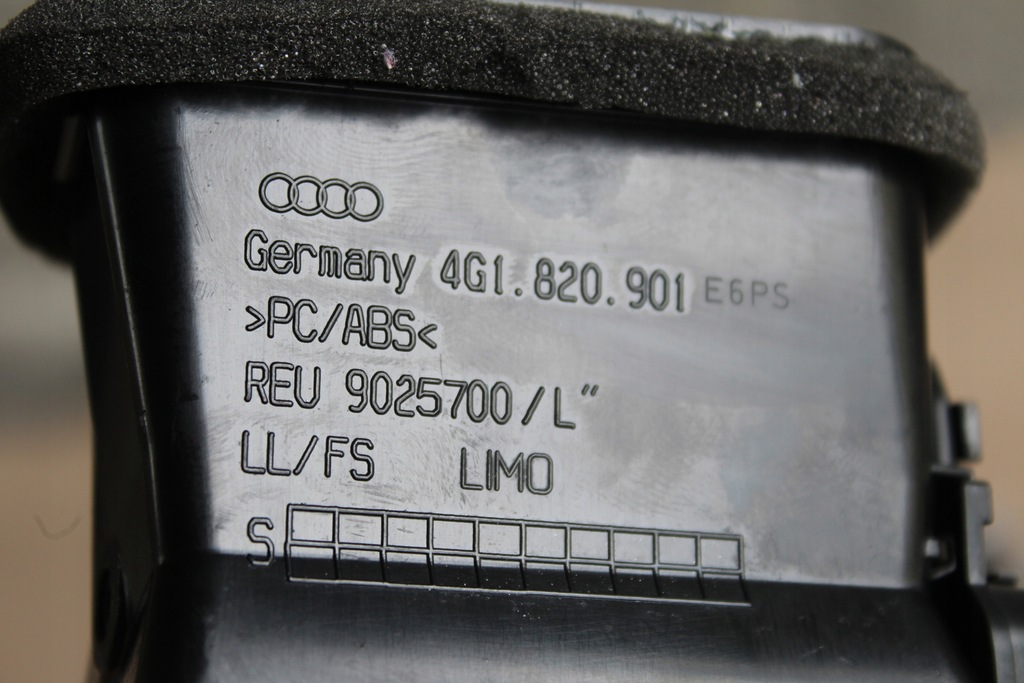 Germany 4G1.820.901 E6PS
>PC/ABS<
REU 9025700/L"
LL/FS LIMO
S